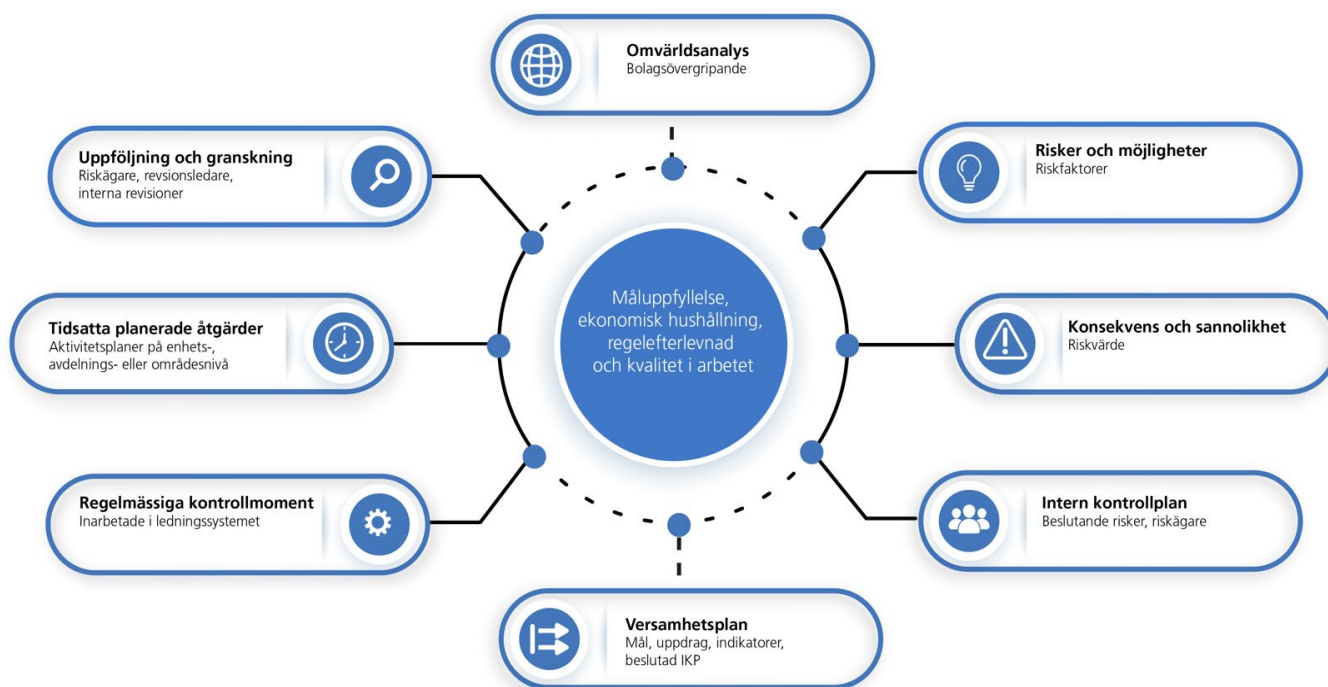 Omvärldsanalys
Bolagsövergripande
Risker och möjligheter
Riskfaktorer
Konsekvens och sannolikhet
Riskvärde
Intern kontrollplan
Beslutande risker, riskägare
Versamhetsplan
Mål, uppdrag, indikatorer,
beslutad IKP
Regelmässiga kontrollmoment
Inarbetade i ledningssystemet
Tidsatta planerade åtgärder
Aktivitetsplaner på enhets-,
avdelnings- eller områdesnivå
Uppföljning och granskning
Riskägare, revsionsledare,
interna revisioner
Måluppfyllelse,
ekonomisk hushållning,
regelefterlevnad
och kvalitet i arbetet